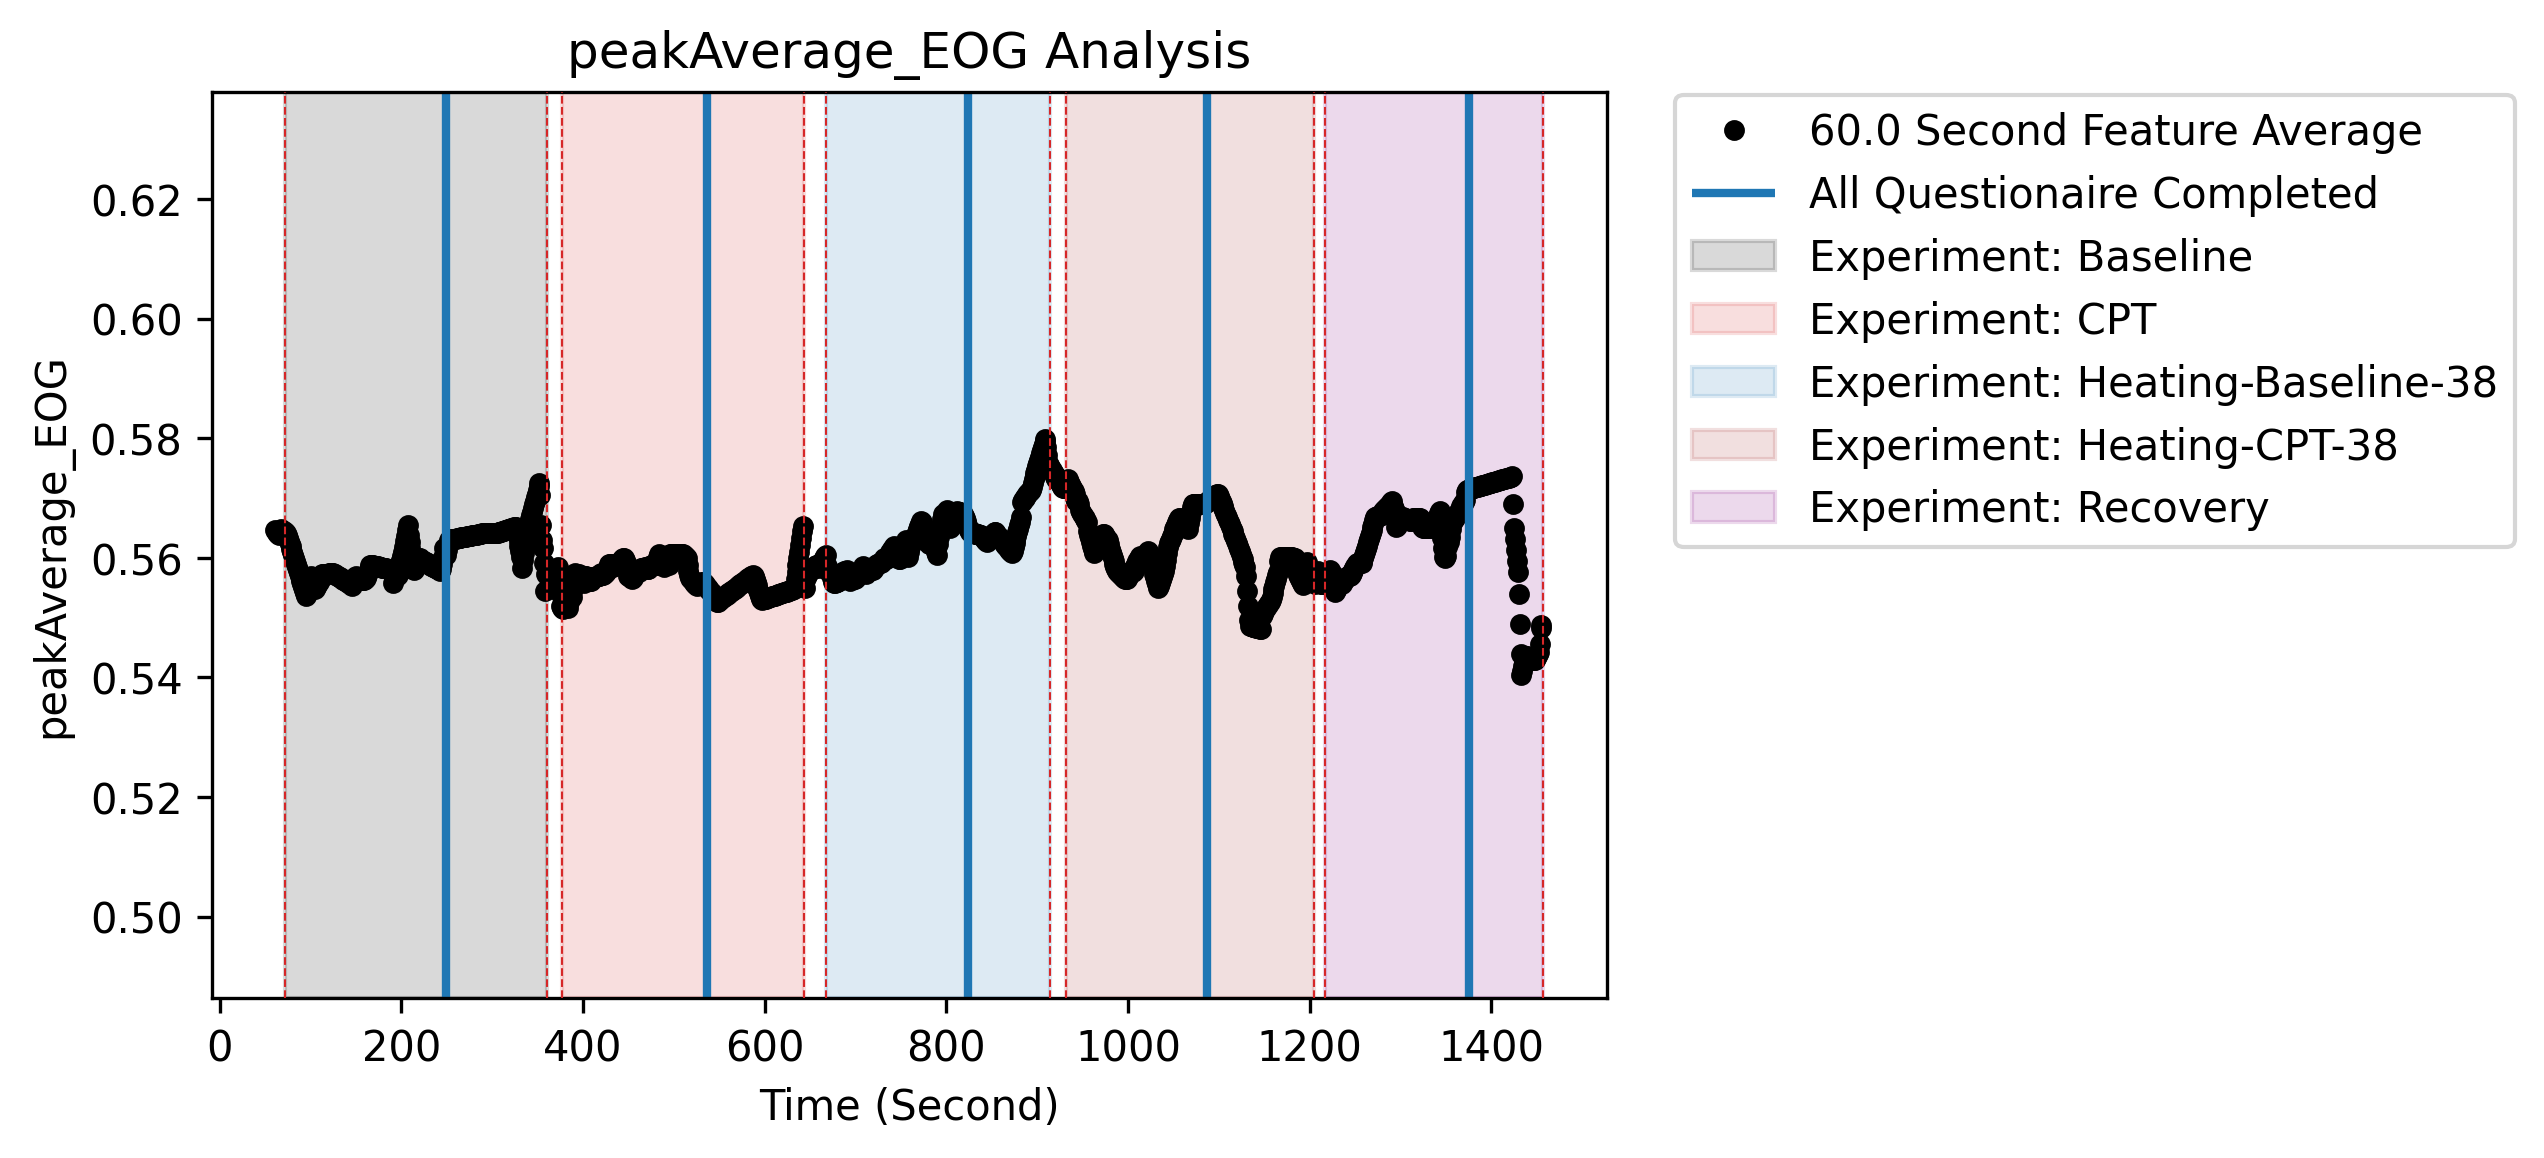 peakAverage_EOG Analysis
peakAverage_EOG
0.62
0.60
0.58
0.56
0.54
0.52
0.50
0 200 400 600 800 1000 1200 1400
Time (Second)
60.0 Second Feature Average
All Questionaire Completed
Experiment: Baseline
Experiment: CPT
Experiment: Heating-Baseline-38
Experiment: Heating-CPT-38
Experiment: Recovery